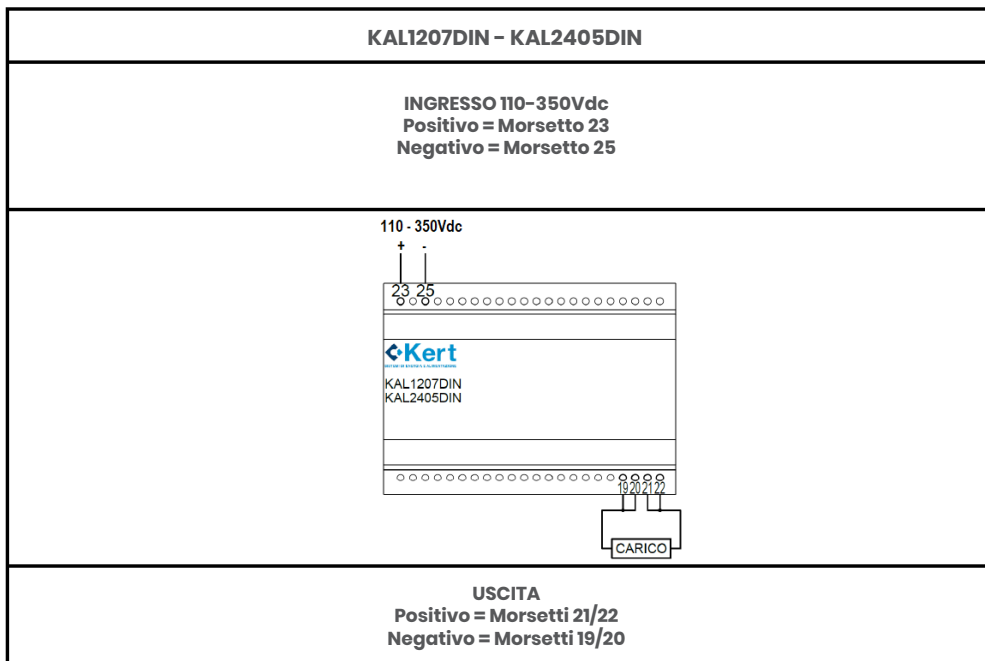 KAL1207DIN - KAL2405DIN
INGRESSO 110-350Vdc
Positivo = Morsetto 23
Negativo = Morsetto 25
110 - 350Vdc
+ -
23 25
Kert
KAL1207DIN
KAL2405DIN
19 20 21 22
CARICO
USCITA
Positivo = Morsetti 21/22
Negativo = Morsetti 19/20